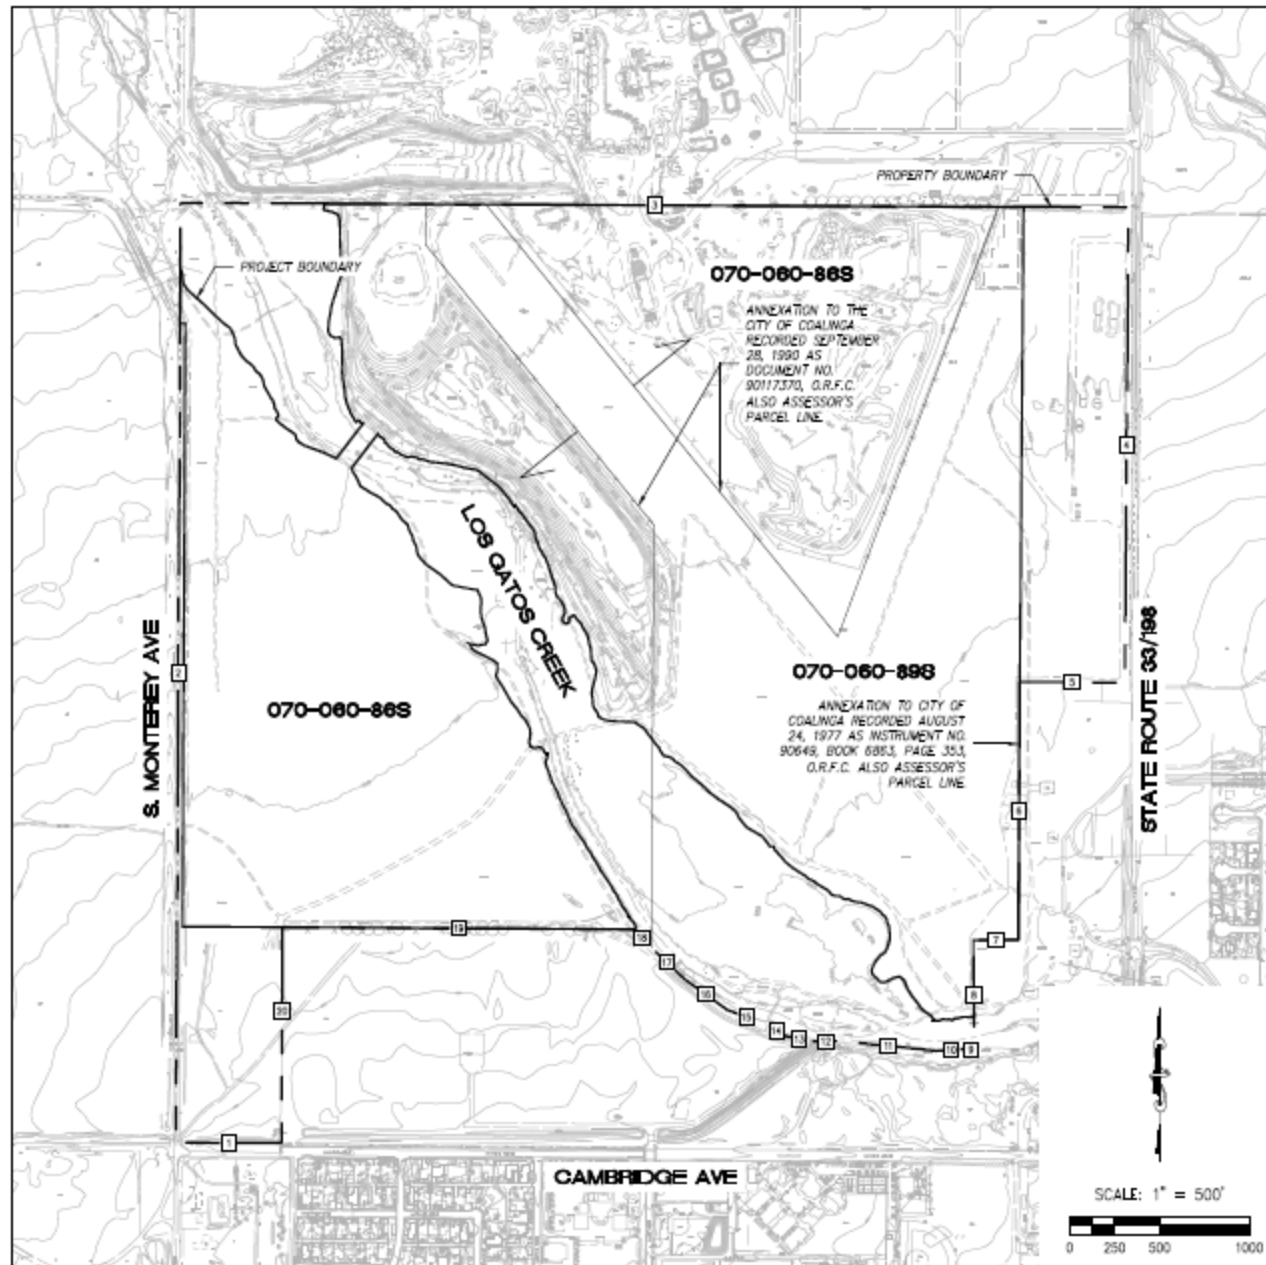 PROPERTY BOUNDARY
3
PROJECT BOUNDARY
070-060-86S
ANNEXATION TO THE
CITY OF COALINGA
RECORDED SEPTEMBER
28, 1990 AS
DOCUMENT NO.
90117370, O.R.F.C.
ALSO ASSESSOR'S
PARCEL LINE
4
LOS GATOS CREEK
S. MONTEREY AVE
2
070-060-86S
070-060-89S
ANNEXATION TO CITY OF
COALINGA RECORDED AUGUST
24, 1977 AS INSTRUMENT NO.
90649, BOOK 6863, PAGE 353,
O.R.F.C. ALSO ASSESSOR'S
PARCEL LINE
5
STATE ROUTE 33/198
6
7
8
19
18
17
16
15
14
13
12
11
10
9
20
1
CAMBRIDGE AVE
SCALE: 1" = 500'
0 250 500 1000